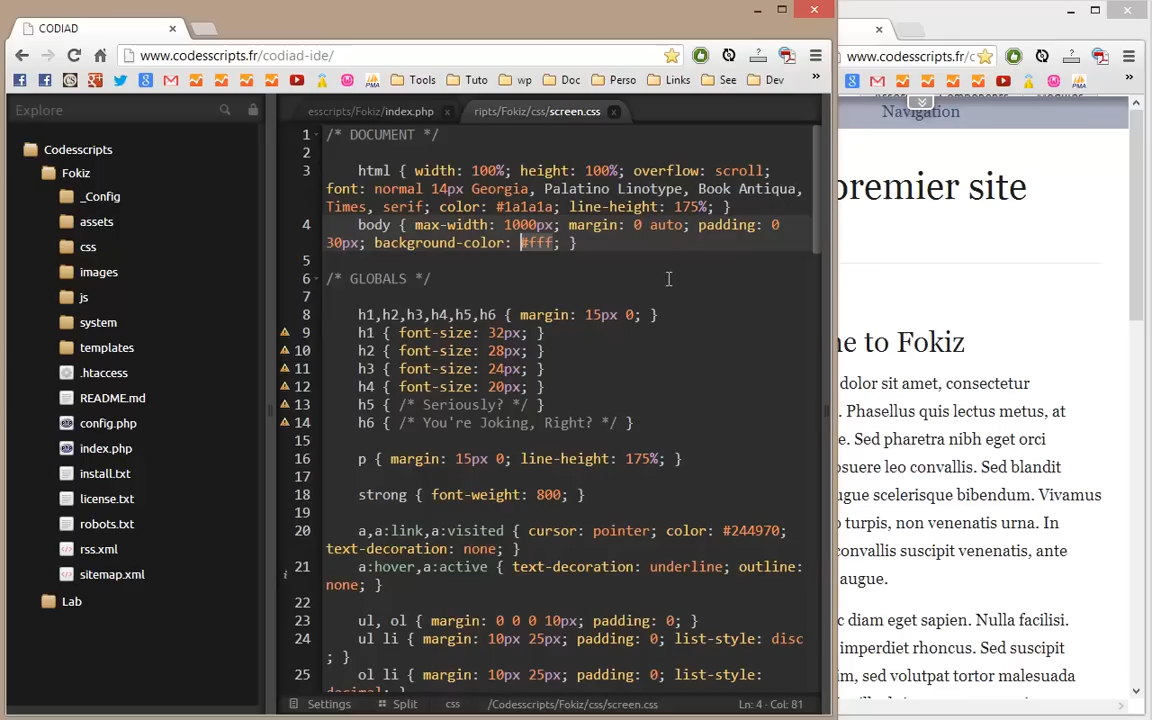 CODIAD
www.codesscripts.fr/codiad-ide/
Tools
Tuto
wp
Doc
Perso
Links
See
Dev
»
Explore
Codesscripts
Fokiz
_Config
assets
css
images
js
system
templates
.htaccess
README.md
config.php
index.php
install.txt
license.txt
robots.txt
rss.xml
sitemap.xml
Lab
esscripts/Fokiz/index.php
ripts/Fokiz/css/screen.css
1 /* DOCUMENT */
2
3 html { width: 100%; height: 100%; overflow: scroll;
font: normal 14px Georgia, Palatino Linotype, Book Antiqua,
Times, serif; color: #1a1a1a; line-height: 175%; }
4 body { max-width: 1000px; margin: 0 auto; padding: 0
30px; background-color: #fff; }
5
6 /* GLOBALS */
7
8 h1,h2,h3,h4,h5,h6 { margin: 15px 0; }
9 h1 { font-size: 32px; }
10 h2 { font-size: 28px; }
11 h3 { font-size: 24px; }
12 h4 { font-size: 20px; }
13 h5 { /* Seriously? */ }
14 h6 { /* You're Joking, Right? */ }
15
16 p { margin: 15px 0; line-height: 175%; }
17
18 strong { font-weight: 800; }
19
20 a,a:link,a:visited { cursor: pointer; color: #244970;
text-decoration: none; }
21 a:hover,a:active { text-decoration: underline; outline:
none; }
22
23 ul, ol { margin: 0 0 0 10px; padding: 0; }
24 ul li { margin: 10px 25px; padding: 0; list-style: disc
; }
25 ol li { margin: 10px 25px; padding: 0; list-style:
Settings
Split
css
/Codesscripts/Fokiz/css/screen.css
Ln: 4 · Col: 81
www.codesscripts.fr/c
»
Navigation
premier site
ne to Fokiz
dolor sit amet, consectetur
. Phasellus quis lectus metus, at
. Sed pharetra nibh eget orci
osuere leo convallis. Sed blandit
ugue scelerisque bibendum. Vivamus
o turpis, non venenatis urna. In
convallis suscipit venenatis, ante
augue.
c diam eget sapien. Nulla facilisi.
imperdiet rhoncus. Sed suscipit
, vel volutpat tortor malesuada